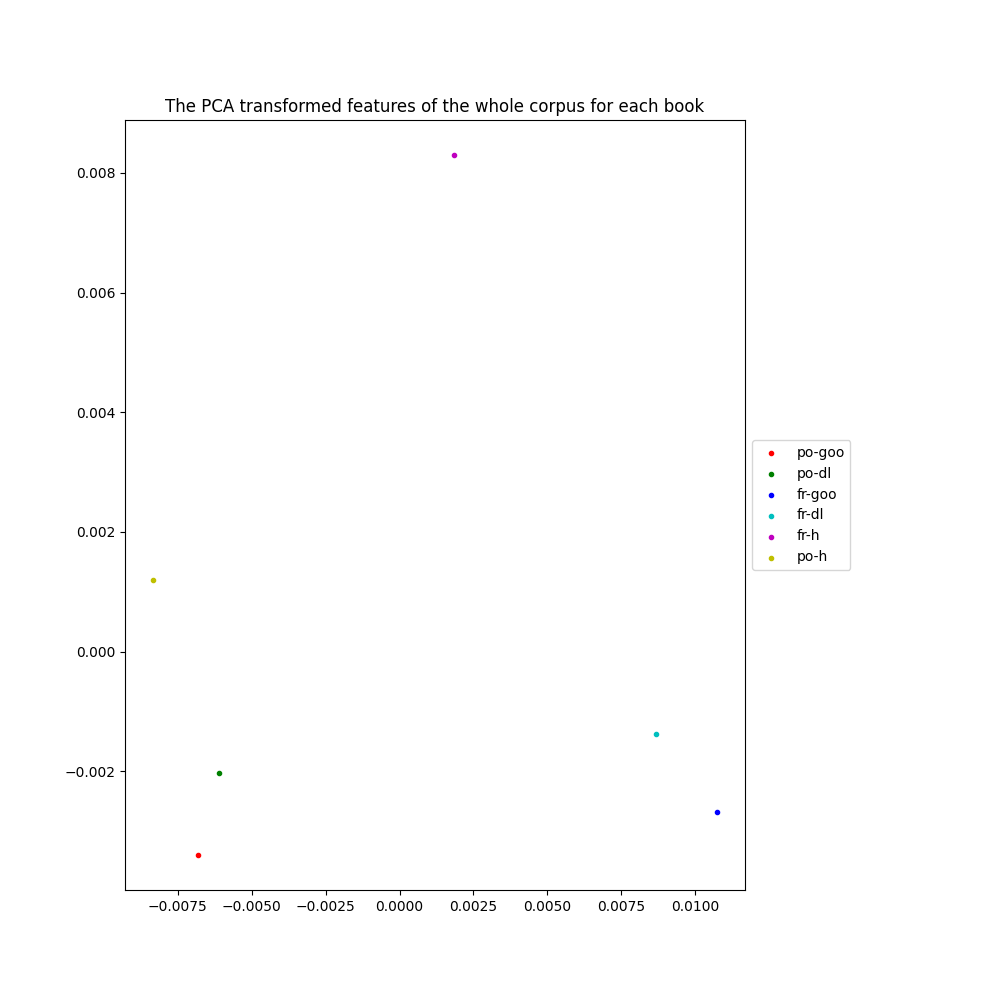 The PCA transformed features of the whole corpus for each book
0.008
0.006
0.004
0.002
0.000
−0.002
−0.0075 −0.0050 −0.0025 0.0000 0.0025 0.0050 0.0075 0.0100
po-goo
po-dl
fr-goo
fr-dl
fr-h
po-h